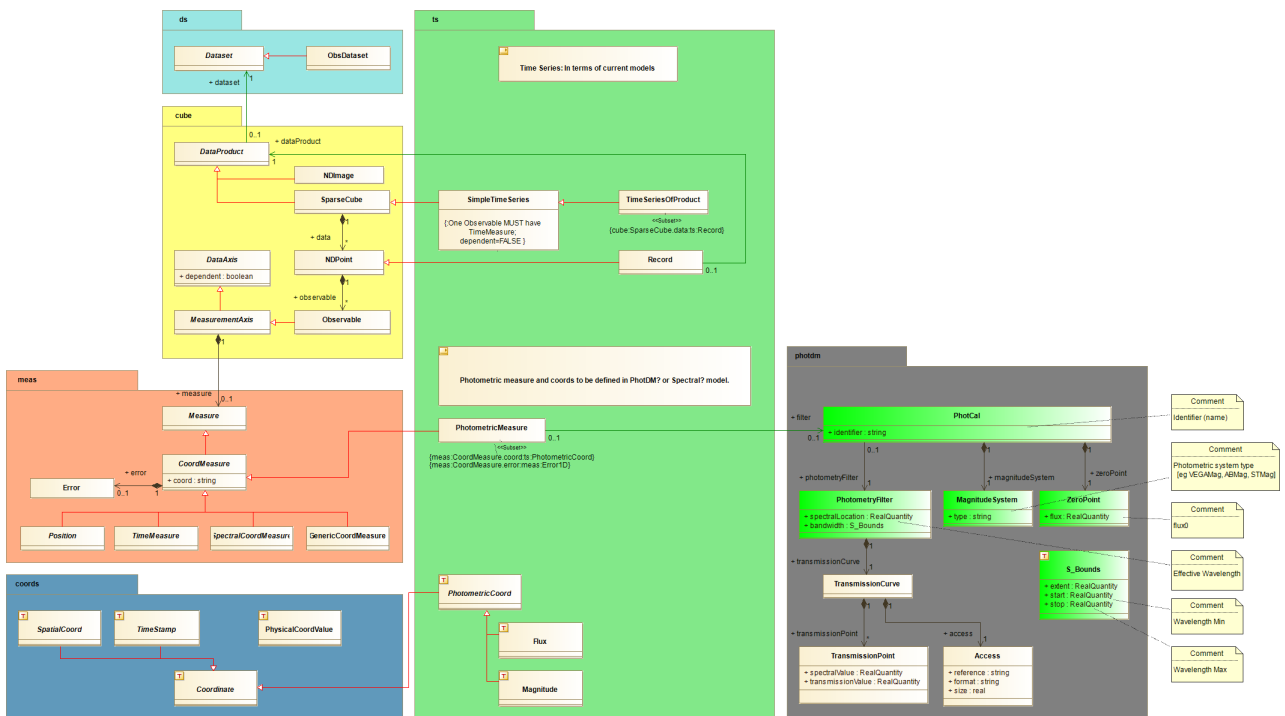 ds
Dataset
ObsDataset
+ dataset
1
0..1
cube
+ dataProduct
1
DataProduct
NDImage
SparseCube
1
+ data
*
DataAxis
+ dependent : boolean
NDPoint
1
+ observable
*
MeasurementAxis
1
Observable
meas
+ measure
0..1
Measure
CoordMeasure
+ coord : string
+ error
0..1
1
Error
Position
TimeMeasure
SpectralCoordMeasure
GenericCoordMeasure
coords
T
SpatialCoord
T
TimeStamp
T
PhysicalCoordValue
T
Coordinate
ts
Time Series: In terms of current models
SimpleTimeSeries
{:One Observable MUST have
TimeMeasure;
dependent=FALSE }
TimeSeriesOfProduct
<<Subset>>
{cube:SparseCube.data:ts:Record}
Record
0..1
Photometric measure and coords to be defined in PhotDM? or Spectral? model.
PhotometricMeasure
0..1
<<Subset>>
{meas:CoordMeasure.coord:ts:PhotometricCoord}
{meas:CoordMeasure.error:meas:Error1D}
T
PhotometricCoord
T
Flux
T
Magnitude
photdm
+ filter
0..1
PhotCal
+ identifier : string
1
1
+ photometryFilter
0..1
+ magnitudeSystem
1
+ zeroPoint
1
PhotometryFilter
+ spectralLocation : RealQuantity
+ bandwidth : S_Bounds
1
MagnitudeSystem
+ type : string
ZeroPoint
+ flux : RealQuantity
+ transmissionCurve
1
TransmissionCurve
1
1
T
S_Bounds
+ extent : RealQuantity
+ start : RealQuantity
+ stop : RealQuantity
+ transmissionPoint
*
+ access
1
TransmissionPoint
+ spectralValue : RealQuantity
+ transmissionValue : RealQuantity
Access
+ reference : string
+ format : string
+ size : real
Comment
Identifier (name)
Comment
Photometric system type
[eg VEGAMag, ABMag, STMag]
Comment
flux0
Comment
Effective Wavelength
Comment
Wavelength Min
Comment
Wavelength Max